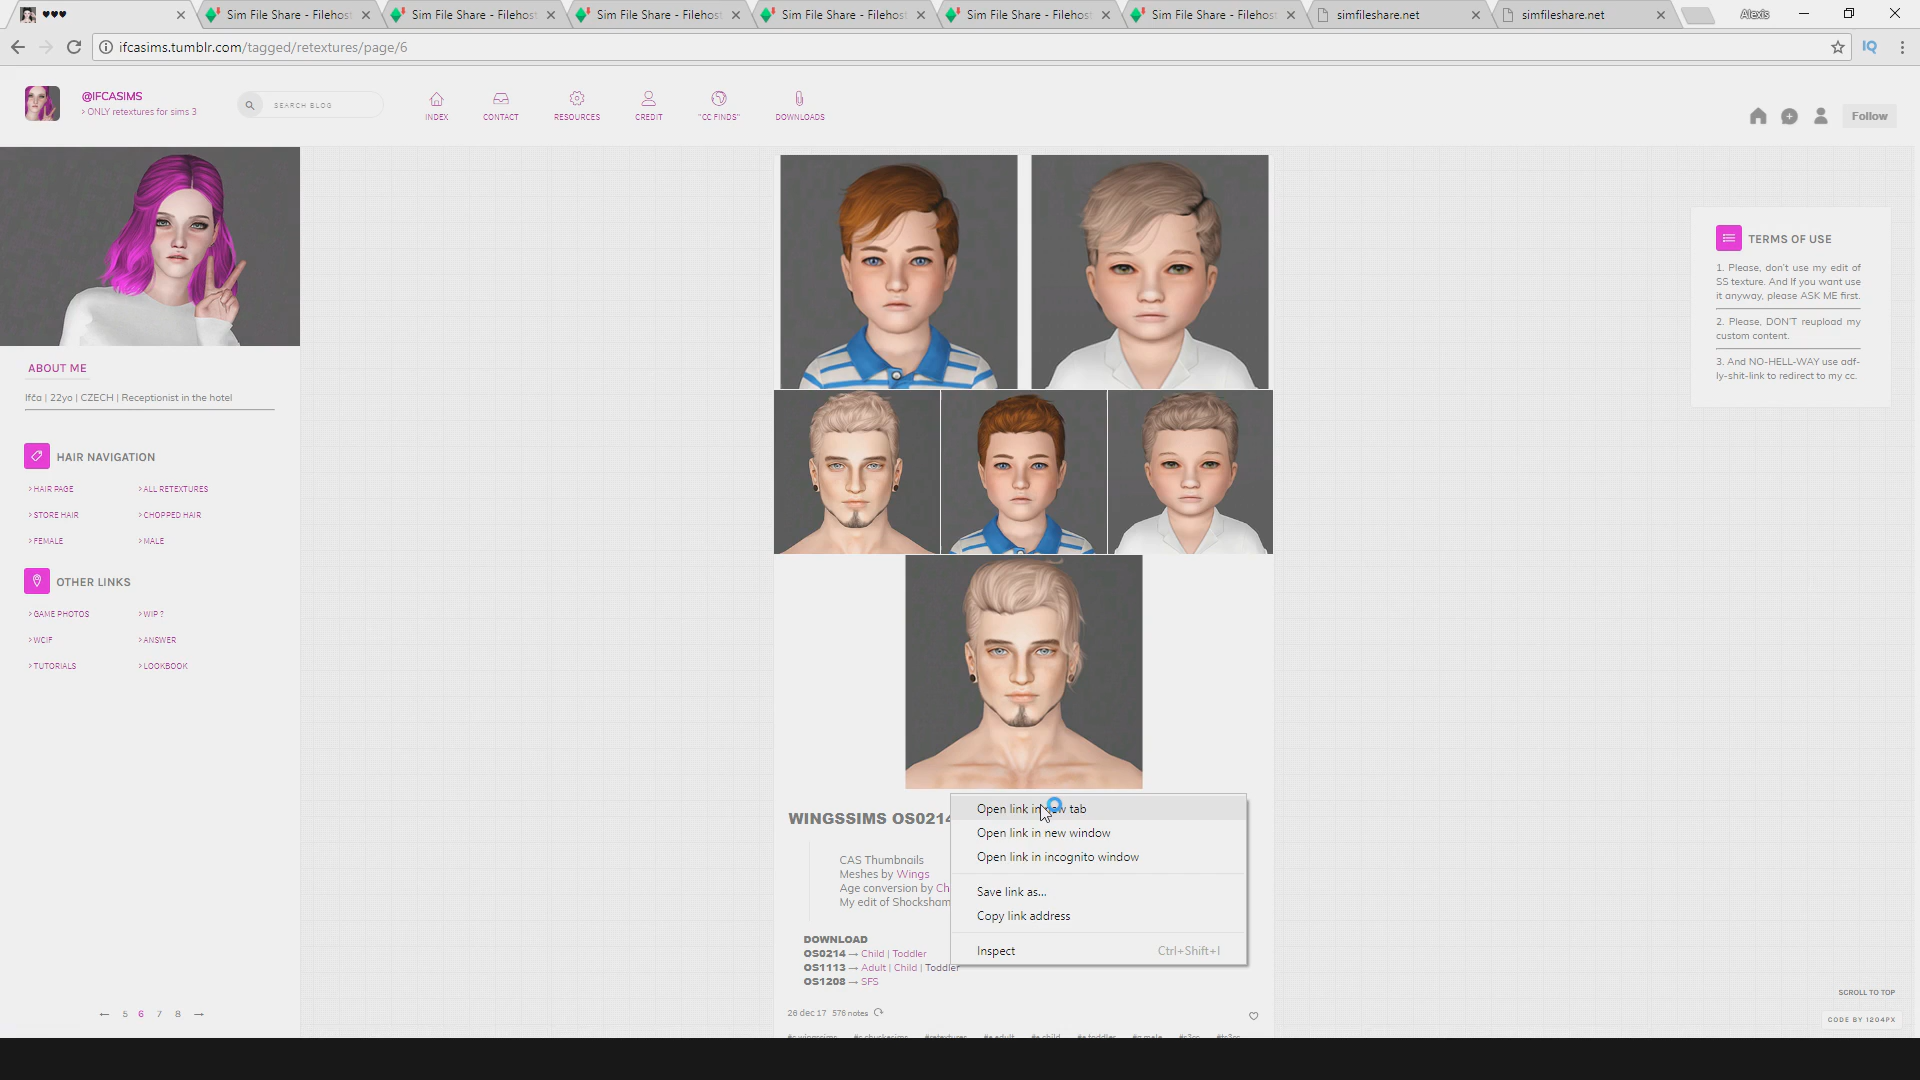 ♥♥♥
Sim File Share - Filehost
Sim File Share - Filehost
Sim File Share - Filehost
Sim File Share - Filehost
Sim File Share - Filehost
Sim File Share - Filehost
simfileshare.net
simfileshare.net
Alexis
ifcasims.tumblr.com/tagged/retextures/page/6
IQ
@IFCASIMS
> ONLY retextures for sims 3
SEARCH BLOG
INDEX
CONTACT
RESOURCES
CREDIT
"CC FINDS"
DOWNLOADS
Follow
ABOUT ME
Ifča | 22yo | CZECH | Receptionist in the hotel
HAIR NAVIGATION
> HAIR PAGE
> ALL RETEXTURES
> STORE HAIR
> CHOPPED HAIR
> FEMALE
> MALE
OTHER LINKS
> GAME PHOTOS
> WIP ?
> WCIF
> ANSWER
> TUTORIALS
> LOOKBOOK
← 5 6 7 8 →
WINGSSIMS OS0214
CAS Thumbnails
Meshes by Wings
Age conversion by Ch
My edit of Shocksham
DOWNLOAD
OS0214 → Child | Toddler
OS1113 → Adult | Child | Toddler
OS1208 → SFS
26 dec 17 576 notes
Open link in new tab
Open link in new window
Open link in incognito window
Save link as...
Copy link address
Inspect Ctrl+Shift+I
TERMS OF USE
1. Please, don't use my edit of
SS texture. And If you want use
it anyway, please ASK ME first.
2. Please, DON'T reupload my
custom content.
3. And NO-HELL-WAY use adf-
ly-shit-link to redirect to my cc.
SCROLL TO TOP
CODE BY 1204PX